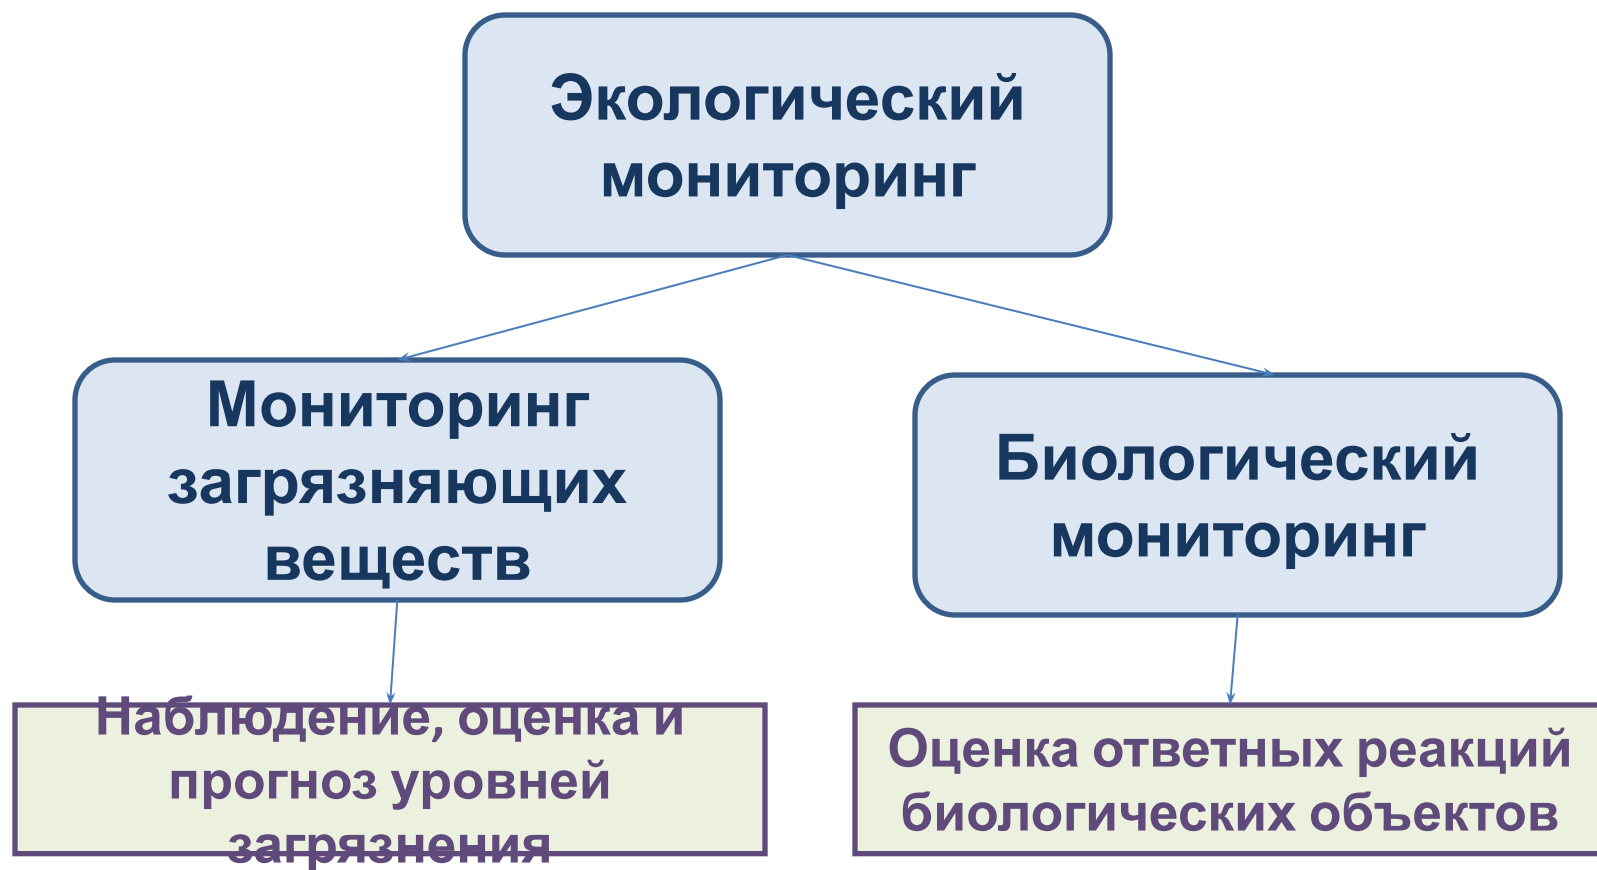 Экологический
мониторинг
Мониторинг
загрязняющих
веществ
Биологический
мониторинг
Наблюдение, оценка и
прогноз уровней
загрязнения
Оценка ответных реакций
биологических объектов